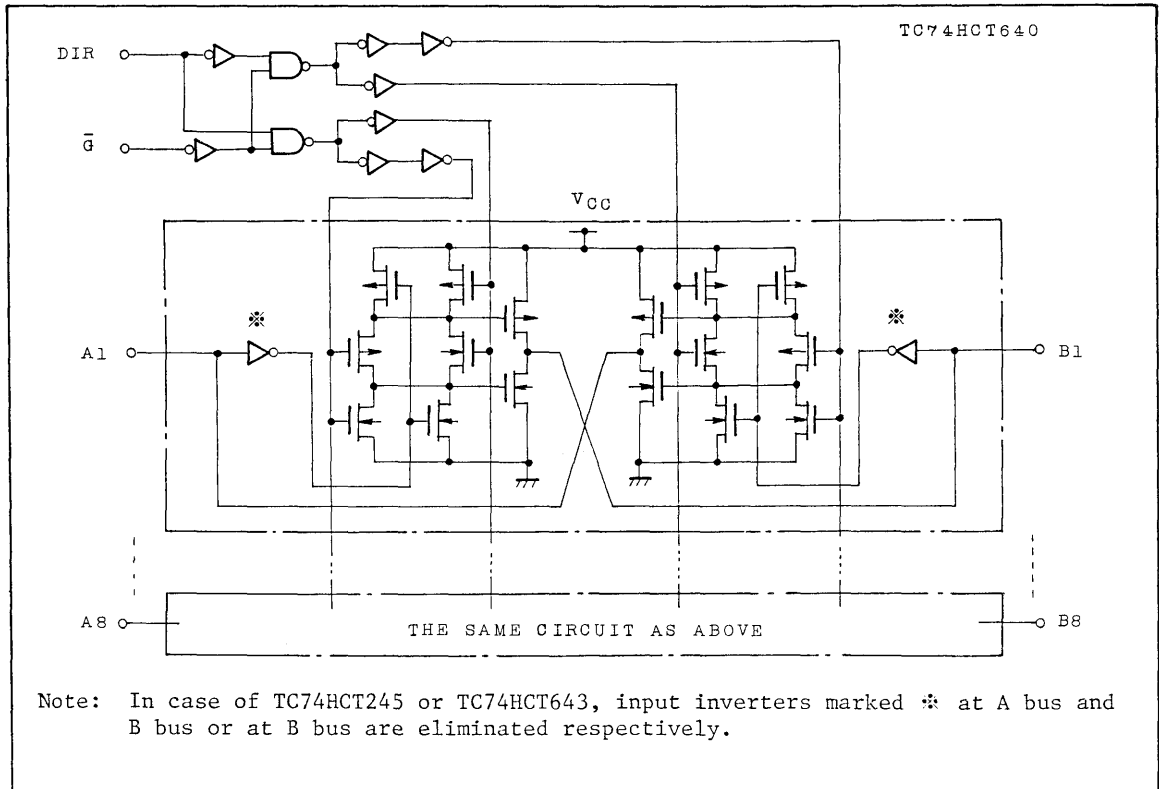 TC74HCT640
DIR
G̅
VCC
※
※
A1
B1
A8
THE SAME CIRCUIT AS ABOVE
B8
Note: In case of TC74HCT245 or TC74HCT643, input inverters marked ※ at A bus and
B bus or at B bus are eliminated respectively.